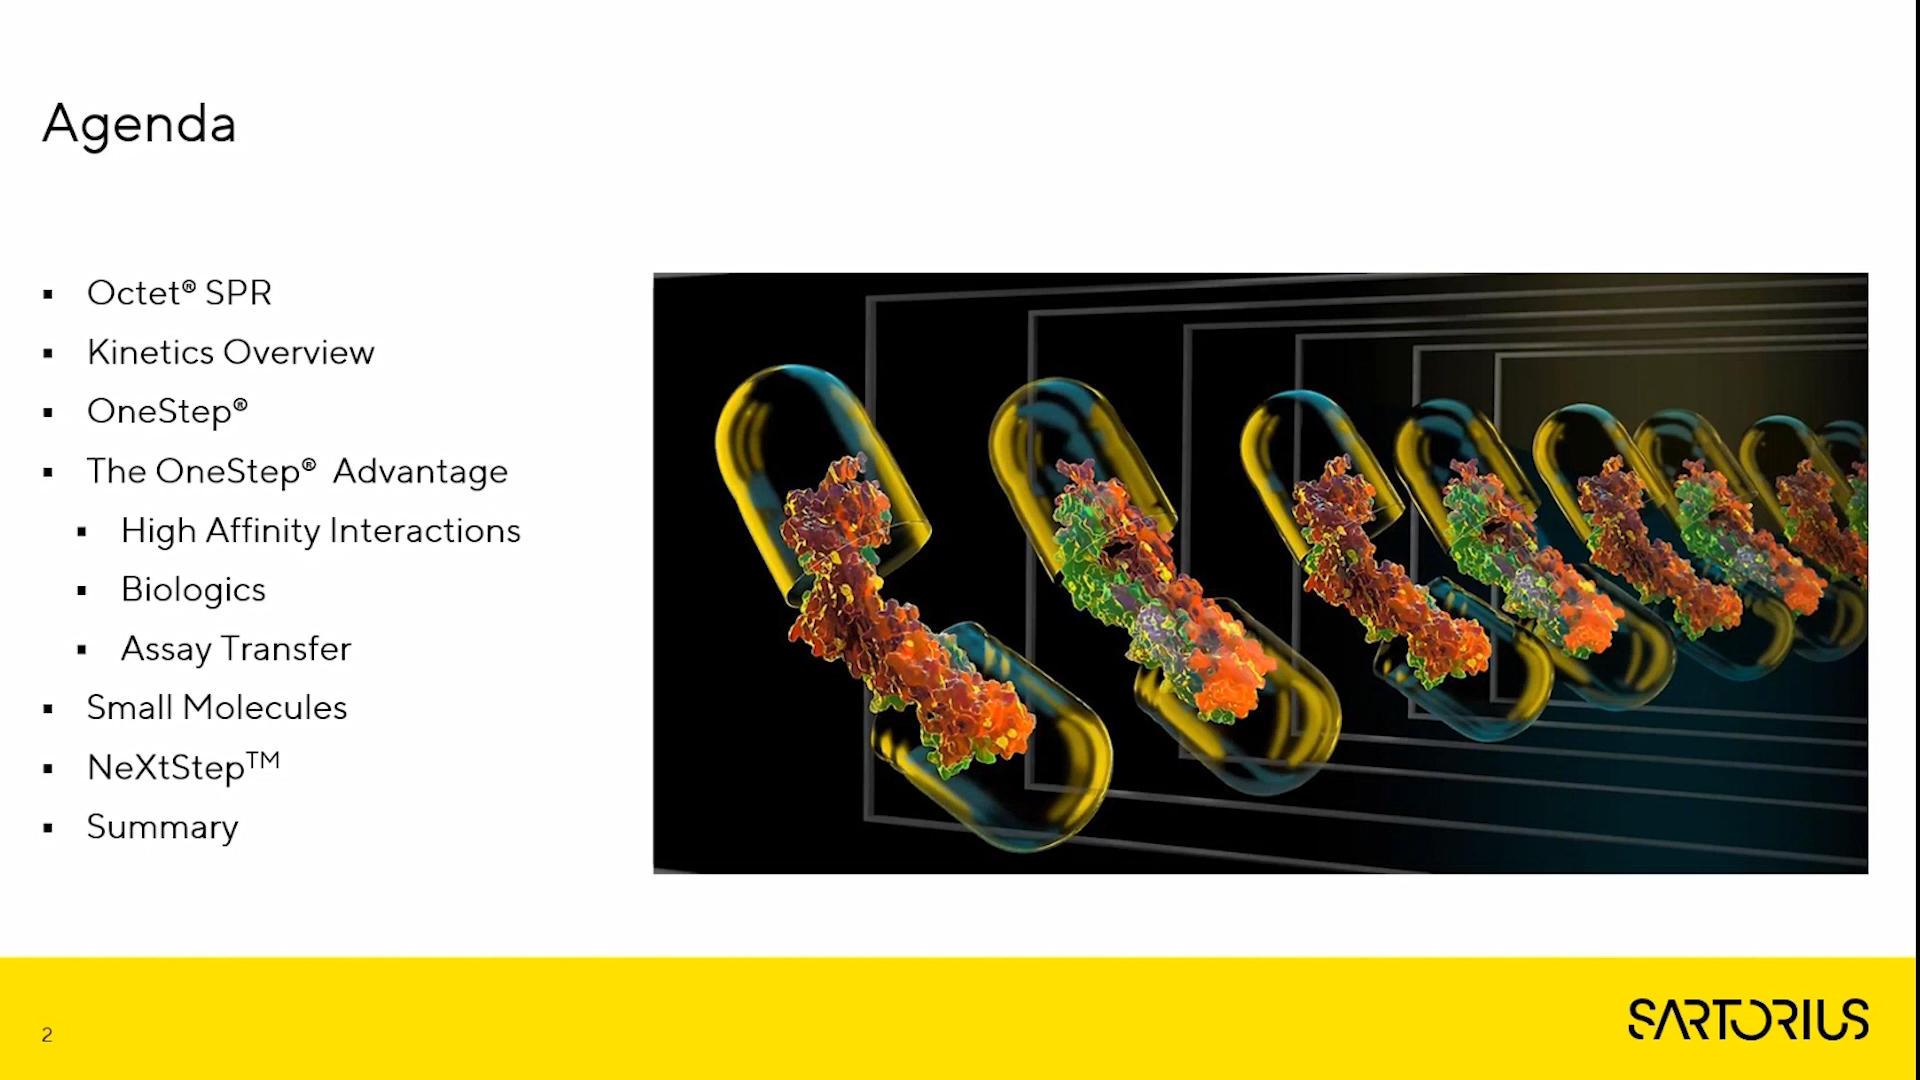 Agenda
▪ Octet® SPR
▪ Kinetics Overview
▪ OneStep®
▪ The OneStep® Advantage
▪ High Affinity Interactions
▪ Biologics
▪ Assay Transfer
▪ Small Molecules
▪ NeXtStep™
▪ Summary
2
SARTORIUS